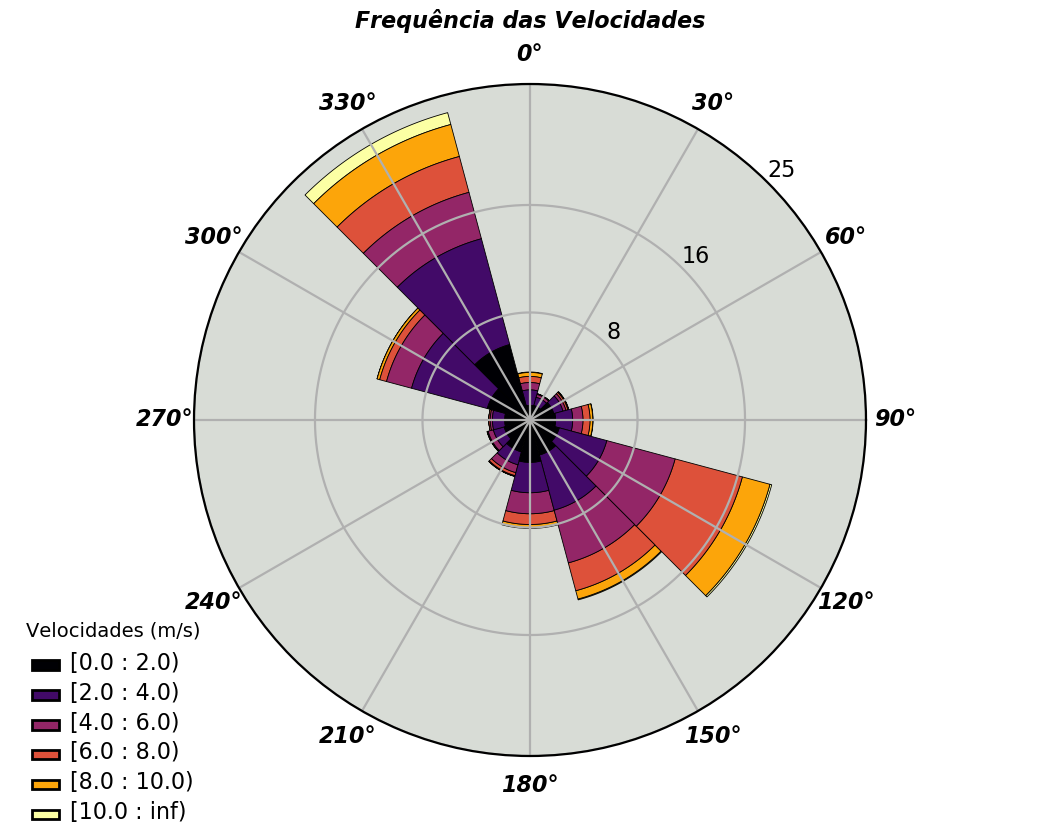 Frequência das Velocidades
0°
330°
30°
25
300°
60°
16
8
270°
90°
240°
120°
210°
150°
180°
Velocidades (m/s)
[0.0 : 2.0)
[2.0 : 4.0)
[4.0 : 6.0)
[6.0 : 8.0)
[8.0 : 10.0)
[10.0 : inf)